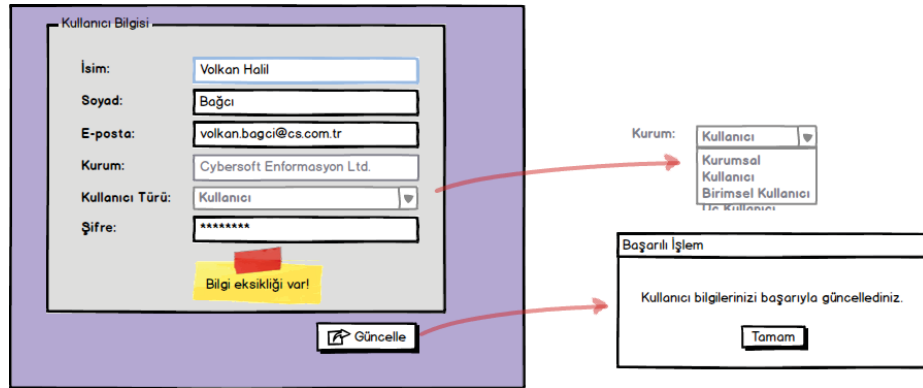 Kullanıcı Bilgisi
İsim: Volkan Halil
Soyad: Bağcı
E-posta: volkan.bagci@cs.com.tr
Kurum: Cybersoft Enformasyon Ltd.
Kullanıcı Türü: Kullanıcı
Şifre: ********
Bilgi eksikliği var!
Güncelle
Kurum: Kullanıcı
Kurumsal
Kullanıcı
Birimsel Kullanıcı
Uç Kullanıcı
Başarılı İşlem
Kullanıcı bilgilerinizi başarıyla güncellediniz.
Tamam